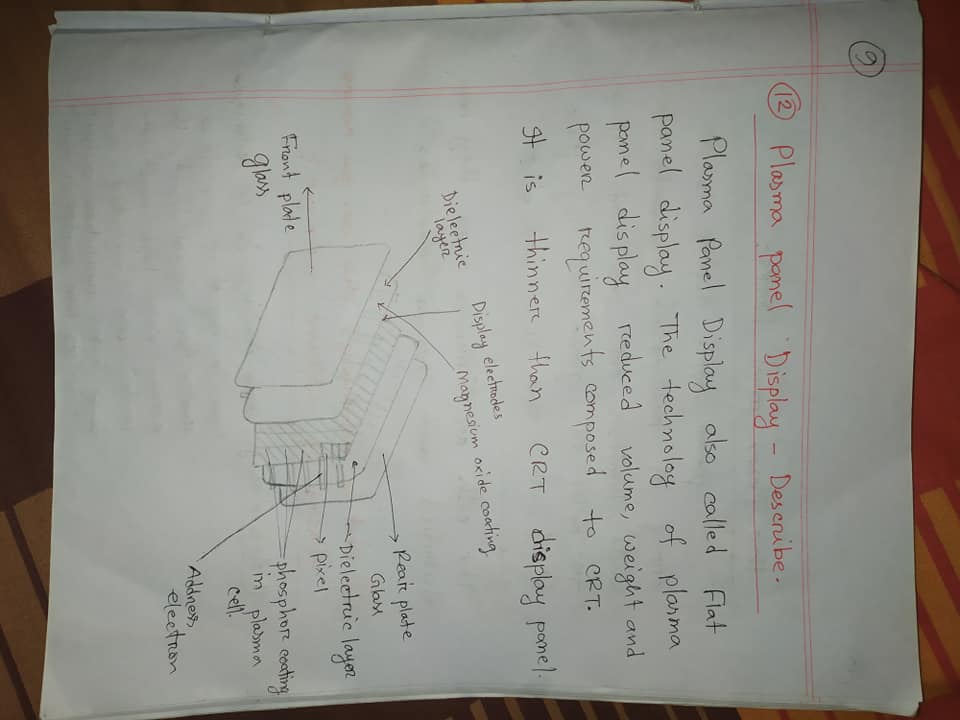 9
12 Plasma panel Display - Describe.
Plasma Panel Display also called Flat
panel display. The technoloy of plasma
panel display reduced volume, weight and
power requirements composed to CRT.
It is thinner than CRT display panel.
Display electrodes
Magnesium oxide coating
Dielectric
layer
Rear plate
Glass
Dielectric layer
pixel
Front plate
glass
phosphor coating
in plasma
cell.
Address
electron